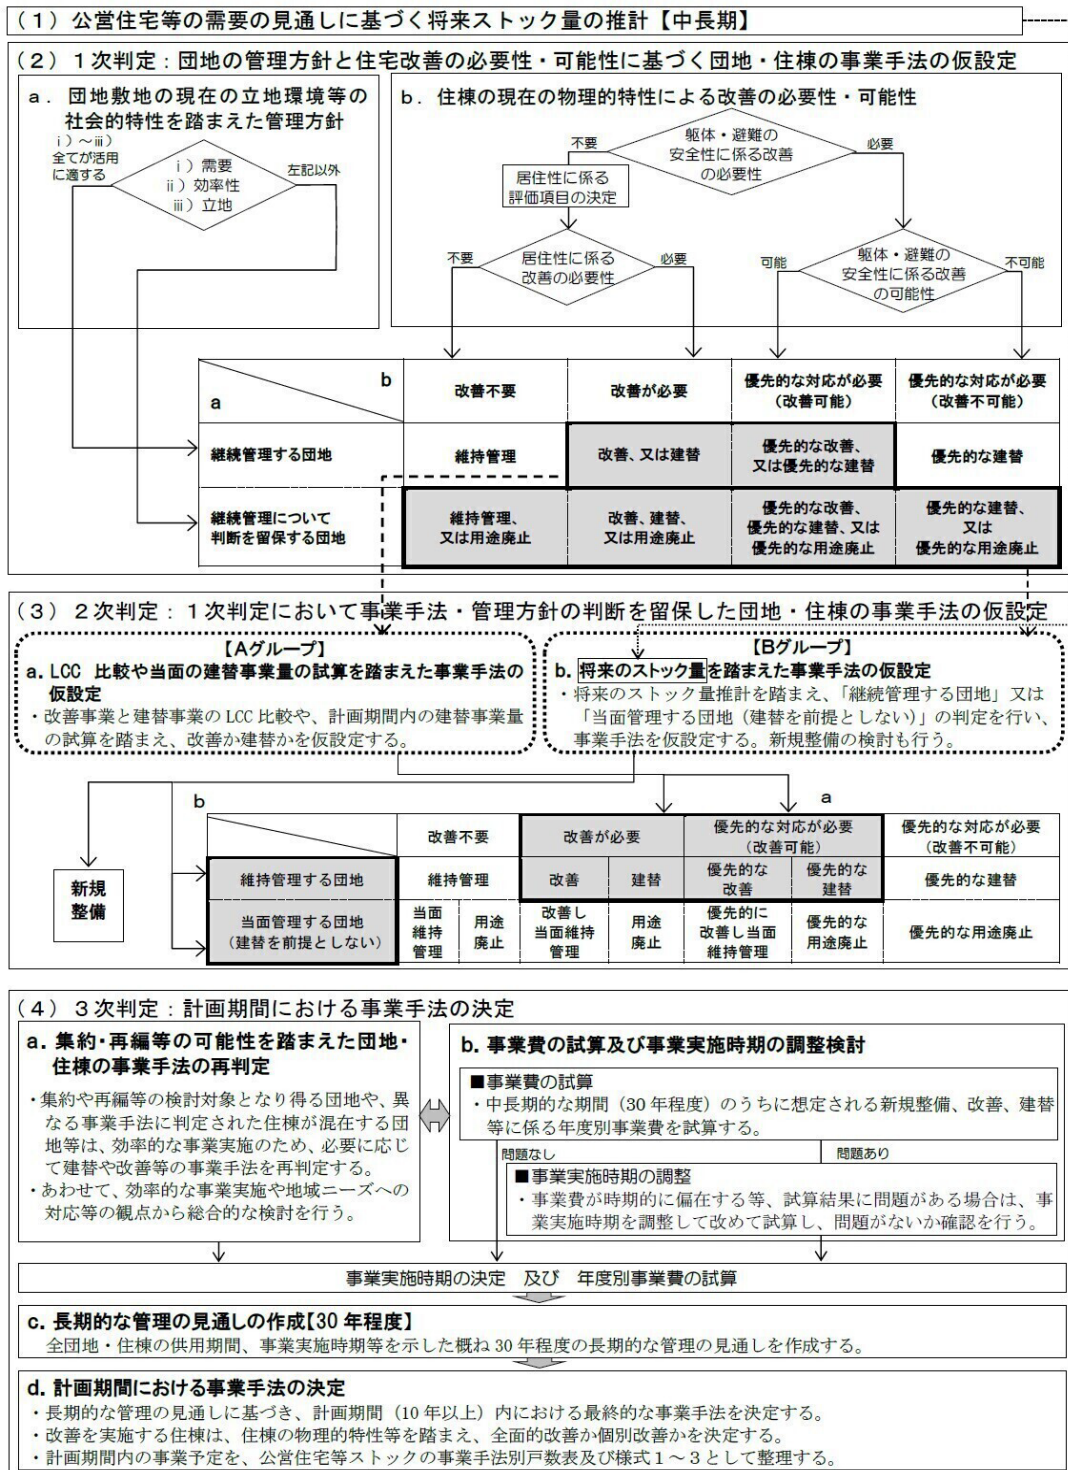 (1) 公営住宅等の需要の見通しに基づく将来ストック量の推計【中長期】
(2) 1次判定：団地の管理方針と住宅改善の必要性・可能性に基づく団地・住棟の事業手法の仮設定
a．団地敷地の現在の立地環境等の
社会的特性を踏まえた管理方針
ⅰ)～ⅲ)
全てが活用
に適する
ⅰ) 需要
ⅱ) 効率性
ⅲ) 立地
左記以外
b．住棟の現在の物理的特性による改善の必要性・可能性
不要
躯体・避難の
安全性に係る改善
の必要性
必要
居住性に係る
評価項目の決定
不要
居住性に係る
改善の必要性
必要
可能
躯体・避難の
安全性に係る改善
の可能性
不可能
b
a
改善不要
改善が必要
優先的な対応が必要
(改善可能)
優先的な対応が必要
(改善不可能)
継続管理する団地
維持管理
改善、又は建替
優先的な改善、
又は優先的な建替
優先的な建替
継続管理について
判断を留保する団地
維持管理、
又は用途廃止
改善、建替、
又は用途廃止
優先的な改善、
優先的な建替、又は
優先的な用途廃止
優先的な建替、
又は
優先的な用途廃止
(3) 2次判定：1次判定において事業手法・管理方針の判断を留保した団地・住棟の事業手法の仮設定
【Aグループ】
a. LCC 比較や当面の建替事業量の試算を踏まえた事業手法の
仮設定
・改善事業と建替事業の LCC 比較や、計画期間内の建替事業量
の試算を踏まえ、改善か建替かを仮設定する。
【Bグループ】
b. 将来のストック量を踏まえた事業手法の仮設定
・将来のストック量推計を踏まえ、「継続管理する団地」又は
「当面管理する団地（建替を前提としない）」の判定を行い、
事業手法を仮設定する。新規整備の検討も行う。
b
a
新規
整備
改善不要
改善が必要
優先的な対応が必要
(改善可能)
優先的な対応が必要
(改善不可能)
維持管理する団地
維持管理
改善
建替
優先的な
改善
優先的な
建替
優先的な建替
当面管理する団地
(建替を前提としない)
当面
維持
管理
用途
廃止
改善し
当面維持
管理
用途
廃止
優先的に
改善し当面
維持管理
優先的な
用途廃止
優先的な用途廃止
(4) 3次判定：計画期間における事業手法の決定
a. 集約・再編等の可能性を踏まえた団地・
住棟の事業手法の再判定
・集約や再編等の検討対象となり得る団地や、異
なる事業手法に判定された住棟が混在する団
地等は、効率的な事業実施のため、必要に応じ
て建替や改善等の事業手法を再判定する。
・あわせて、効率的な事業実施や地域ニーズへの
対応等の観点から総合的な検討を行う。
b. 事業費の試算及び事業実施時期の調整検討
■事業費の試算
・中長期的な期間（30 年程度）のうちに想定される新規整備、改善、建替
等に係る年度別事業費を試算する。
問題なし
問題あり
■事業実施時期の調整
・事業費が時期的に偏在する等、試算結果に問題がある場合は、事
業実施時期を調整して改めて試算し、問題がないか確認を行う。
事業実施時期の決定　及び　年度別事業費の試算
c. 長期的な管理の見通しの作成【30 年程度】
全団地・住棟の供用期間、事業実施時期等を示した概ね 30 年程度の長期的な管理の見通しを作成する。
d. 計画期間における事業手法の決定
・長期的な管理の見通しに基づき、計画期間（10 年以上）内における最終的な事業手法を決定する。
・改善を実施する住棟は、住棟の物理的特性等を踏まえ、全面的改善か個別改善かを決定する。
・計画期間内の事業予定を、公営住宅等ストックの事業手法別戸数表及び様式１～３として整理する。